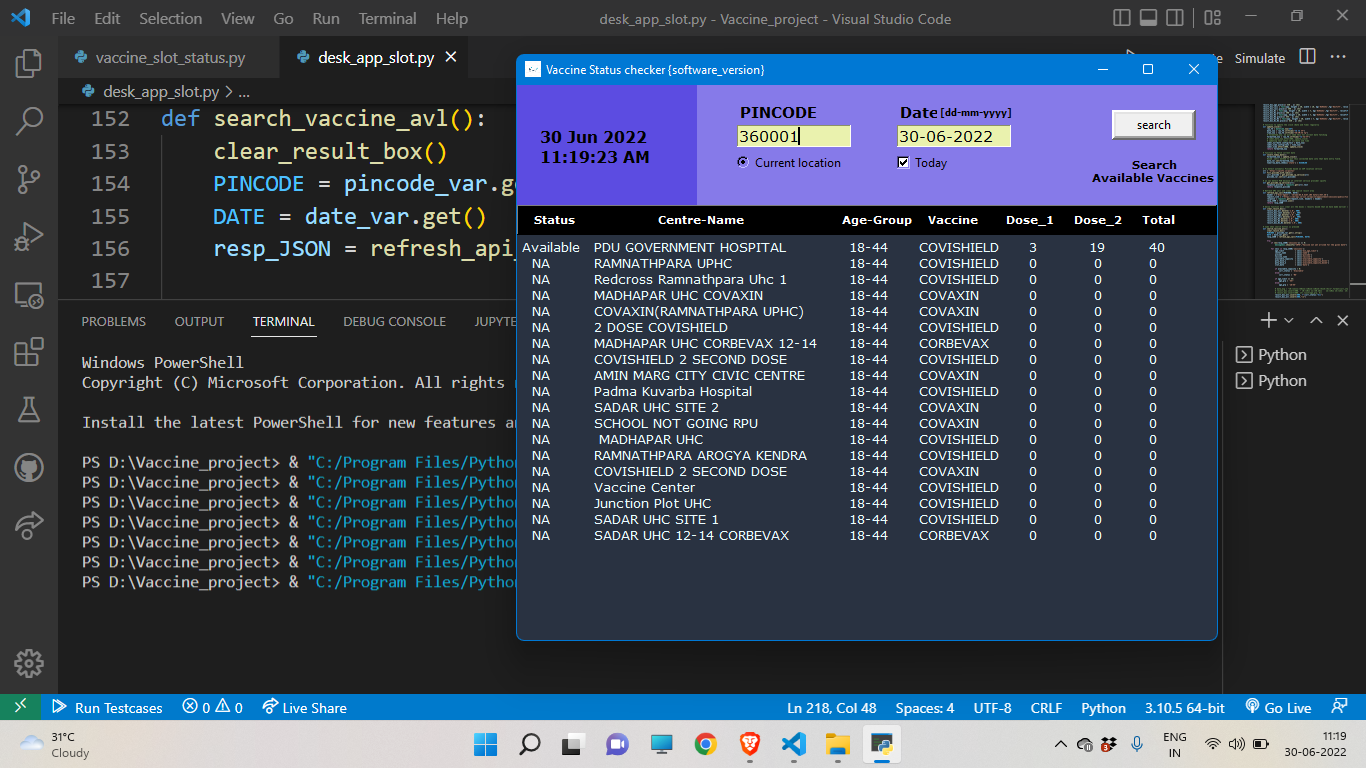 File Edit Selection View Go Run Terminal Help
desk_app_slot.py - Vaccine_project - Visual Studio Code
vaccine_slot_status.py
desk_app_slot.py
Simulate
desk_app_slot.py > ...
152 def search_vaccine_avl():
153 clear_result_box()
154 PINCODE = pincode_var.
155 DATE = date_var.get()
156 resp_JSON = refresh_api_
157
PROBLEMS OUTPUT TERMINAL DEBUG CONSOLE
Windows PowerShell
Copyright (C) Microsoft Corporation. All rights
Install the latest PowerShell for new features
PS D:\Vaccine_project> & "C:/Program Files/Pytho
PS D:\Vaccine_project> & "C:/Program Files/Pytho
PS D:\Vaccine_project> & "C:/Program Files/Pytho
PS D:\Vaccine_project> & "C:/Program Files/Pytho
PS D:\Vaccine_project> & "C:/Program Files/Pytho
PS D:\Vaccine_project> & "C:/Program Files/Pytho
PS D:\Vaccine_project> & "C:/Program Files/Pytho
Python
Python
Vaccine Status checker {software_version}
30 Jun 2022
11:19:23 AM
PINCODE
360001
Current location
Date [dd-mm-yyyy]
30-06-2022
Today
search
Search
Available Vaccines
Status Centre-Name Age-Group Vaccine Dose_1 Dose_2 Total
Available PDU GOVERNMENT HOSPITAL 18-44 COVISHIELD 3 19 40
NA RAMNATHPARA UPHC 18-44 COVISHIELD 0 0 0
NA Redcross Ramnathpara Uhc 1 18-44 COVISHIELD 0 0 0
NA MADHAPAR UHC COVAXIN 18-44 COVAXIN 0 0 0
NA COVAXIN(RAMNATHPARA UPHC) 18-44 COVAXIN 0 0 0
NA 2 DOSE COVISHIELD 18-44 COVISHIELD 0 0 0
NA MADHAPAR UHC CORBEVAX 12-14 18-44 CORBEVAX 0 0 0
NA COVISHIELD 2 SECOND DOSE 18-44 COVISHIELD 0 0 0
NA AMIN MARG CITY CIVIC CENTRE 18-44 COVAXIN 0 0 0
NA Padma Kuvarba Hospital 18-44 COVISHIELD 0 0 0
NA SADAR UHC SITE 2 18-44 COVAXIN 0 0 0
NA SCHOOL NOT GOING RPU 18-44 COVAXIN 0 0 0
NA MADHAPAR UHC 18-44 COVISHIELD 0 0 0
NA RAMNATHPARA AROGYA KENDRA 18-44 COVISHIELD 0 0 0
NA COVISHIELD 2 SECOND DOSE 18-44 COVAXIN 0 0 0
NA Vaccine Center 18-44 COVISHIELD 0 0 0
NA Junction Plot UHC 18-44 COVISHIELD 0 0 0
NA SADAR UHC SITE 1 18-44 COVISHIELD 0 0 0
NA SADAR UHC 12-14 CORBEVAX 18-44 CORBEVAX 0 0 0
Run Testcases 0 0 Live Share
Ln 218, Col 48 Spaces: 4 UTF-8 CRLF Python 3.10.5 64-bit Go Live
31°C
Cloudy
ENG
IN
11:19
30-06-2022